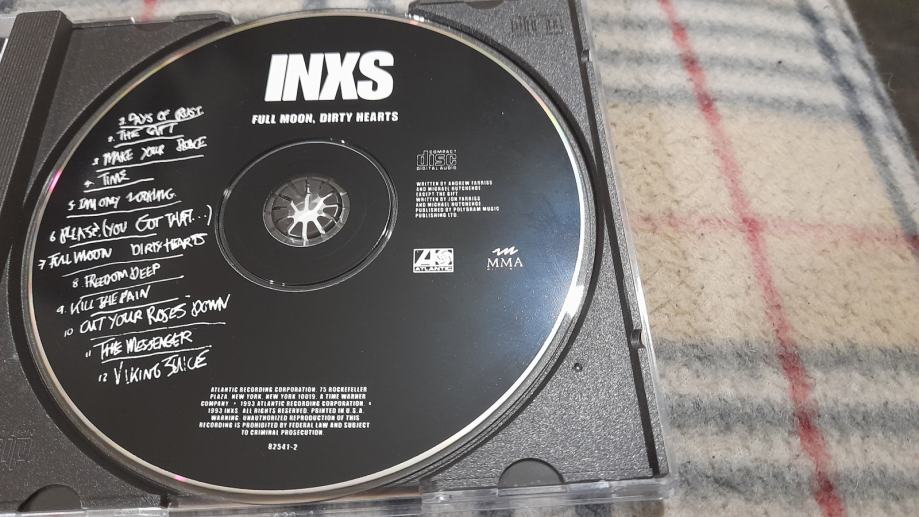 INXS
FULL MOON, DIRTY HEARTS
1. DAYS OF RUST
2. THE GIFT
3 MAKE YOUR PEACE
4. TIME
5 I'M ONLY LOOKING
6 PLEASE (YOU GOT THAT...)
7 FULL MOON DIRTY HEARTS
8 FREEDOM DEEP
9. KILL THE PAIN
10 CUT YOUR ROSES DOWN
11 THE MESSENGER
12 VIKING JUICE
COMPACT
disc
DIGITAL AUDIO
WRITTEN BY ANDREW FARRISS
AND MICHAEL HUTCHENCE
EXCEPT THE GIFT
WRITTEN BY JON FARRISS
AND MICHAEL HUTCHENCE
PUBLISHED BY POLYGRAM MUSIC
PUBLISHING LTD.
ATLANTIC
MMA
ATLANTIC RECORDING CORPORATION, 75 ROCKEFELLER
PLAZA, NEW YORK, NEW YORK 10019. A TIME WARNER
COMPANY • 1993 ATLANTIC RECORDING CORPORATION. •
1993 INXS. ALL RIGHTS RESERVED. PRINTED IN U.S.A.
WARNING: UNAUTHORIZED REPRODUCTION OF THIS
RECORDING IS PROHIBITED BY FEDERAL LAW AND SUBJECT
TO CRIMINAL PROSECUTION.
82541-2